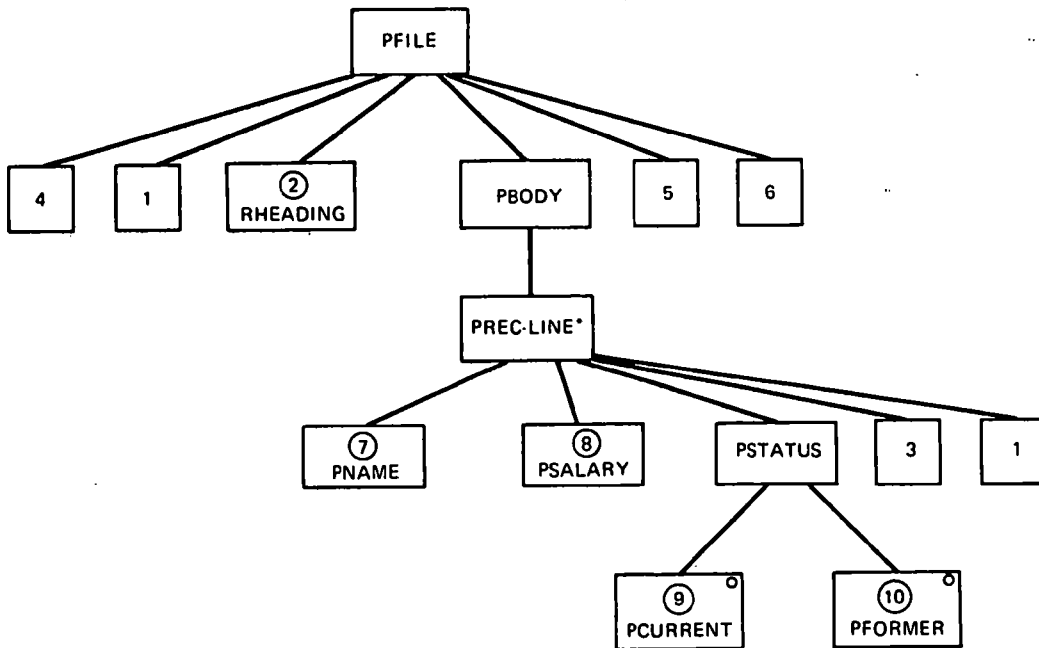 PFILE
4
1
2
RHEADING
PBODY
5
6
PREC-LINE*
7
PNAME
8
PSALARY
PSTATUS
3
1
9
PCURRENT
10
PFORMER